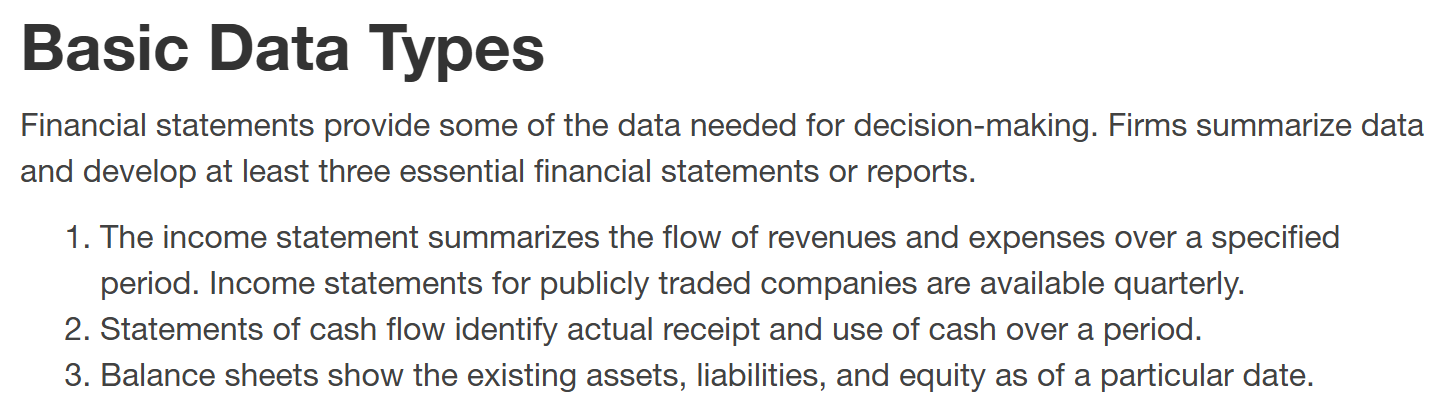 Basic Data Types
Financial statements provide some of the data needed for decision-making. Firms summarize data
and develop at least three essential financial statements or reports.
1. The income statement summarizes the flow of revenues and expenses over a specified
period. Income statements for publicly traded companies are available quarterly.
2. Statements of cash flow identify actual receipt and use of cash over a period.
3. Balance sheets show the existing assets, liabilities, and equity as of a particular date.